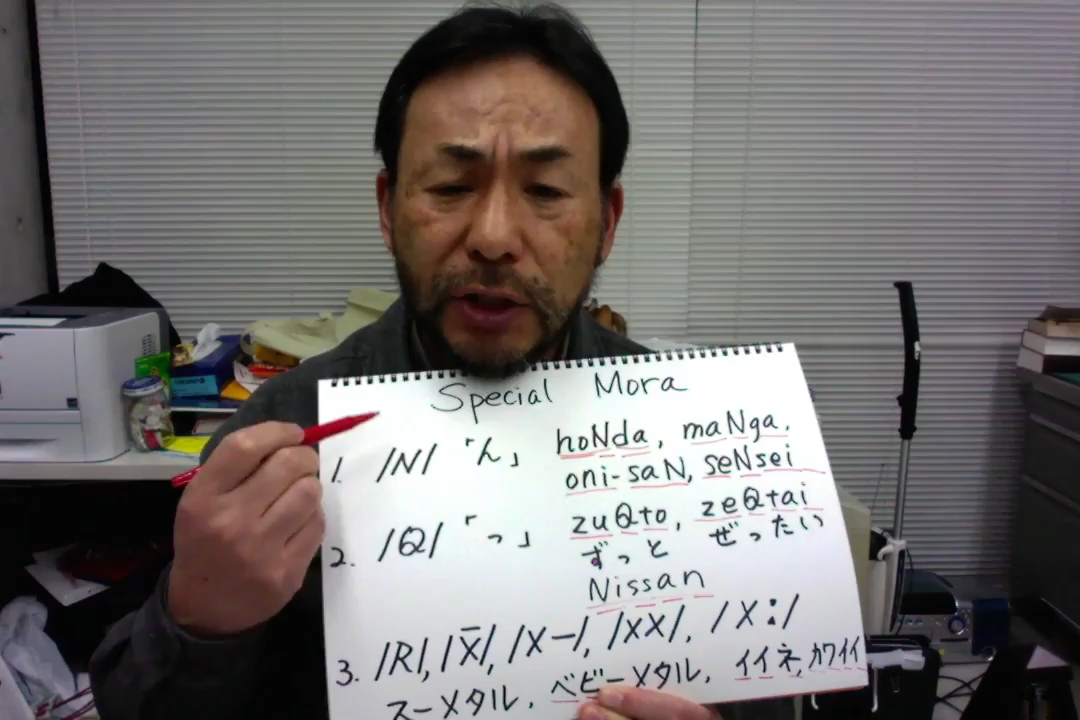 Special Mora
1. /N/ 「ん」 hoNda, maNga,
oni-saN, seNsei
2. /Q/ 「っ」 zuQto, zeQtai
ずっと ぜったい
Nissan
3. /R/, /X̄/, /X－/, /XX/, /X:/
スーメタル, ベビーメタル, イイネ, カワイイ